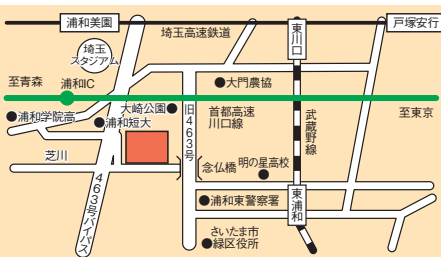 浦和美園
埼玉高速鉄道
東川口
戸塚安行
埼玉
スタジアム
至青森
浦和IC
大門農協
大崎公園
旧463号
首都高速
川口線
武蔵野線
至東京
浦和学院高
浦和短大
芝川
念仏橋
明の星高校
463号バイパス
浦和東警察署
東浦和
さいたま市
緑区役所